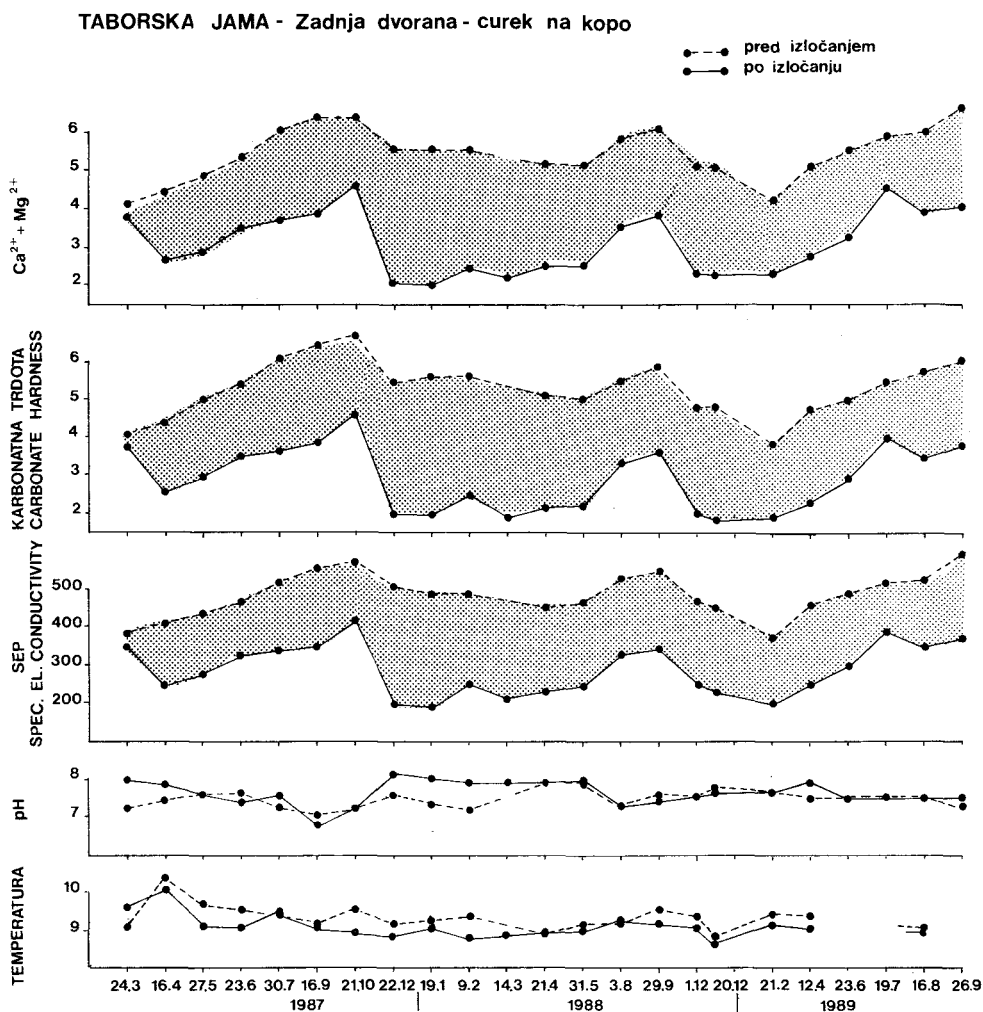 TABORSKA JAMA - Zadnja dvorana - curek na kopo
pred izločanjem
po izločanju
Ca2+ + Mg2+
6
5
4
3
2
KARBONATNA TRDOTA
CARBONATE HARDNESS
6
5
4
3
2
SEP
SPEC. EL. CONDUCTIVITY
500
400
300
200
pH
8
7
TEMPERATURA
10
9
24.3 16.4 27.5 23.6 30.7 16.9 21.10 22.12 19.1 9.2 14,3 21.4 31.5 3.8 29.9 1.12 20.12 21.2 12.4 23.6 19.7 16.8 26.9
1987 1988 1989